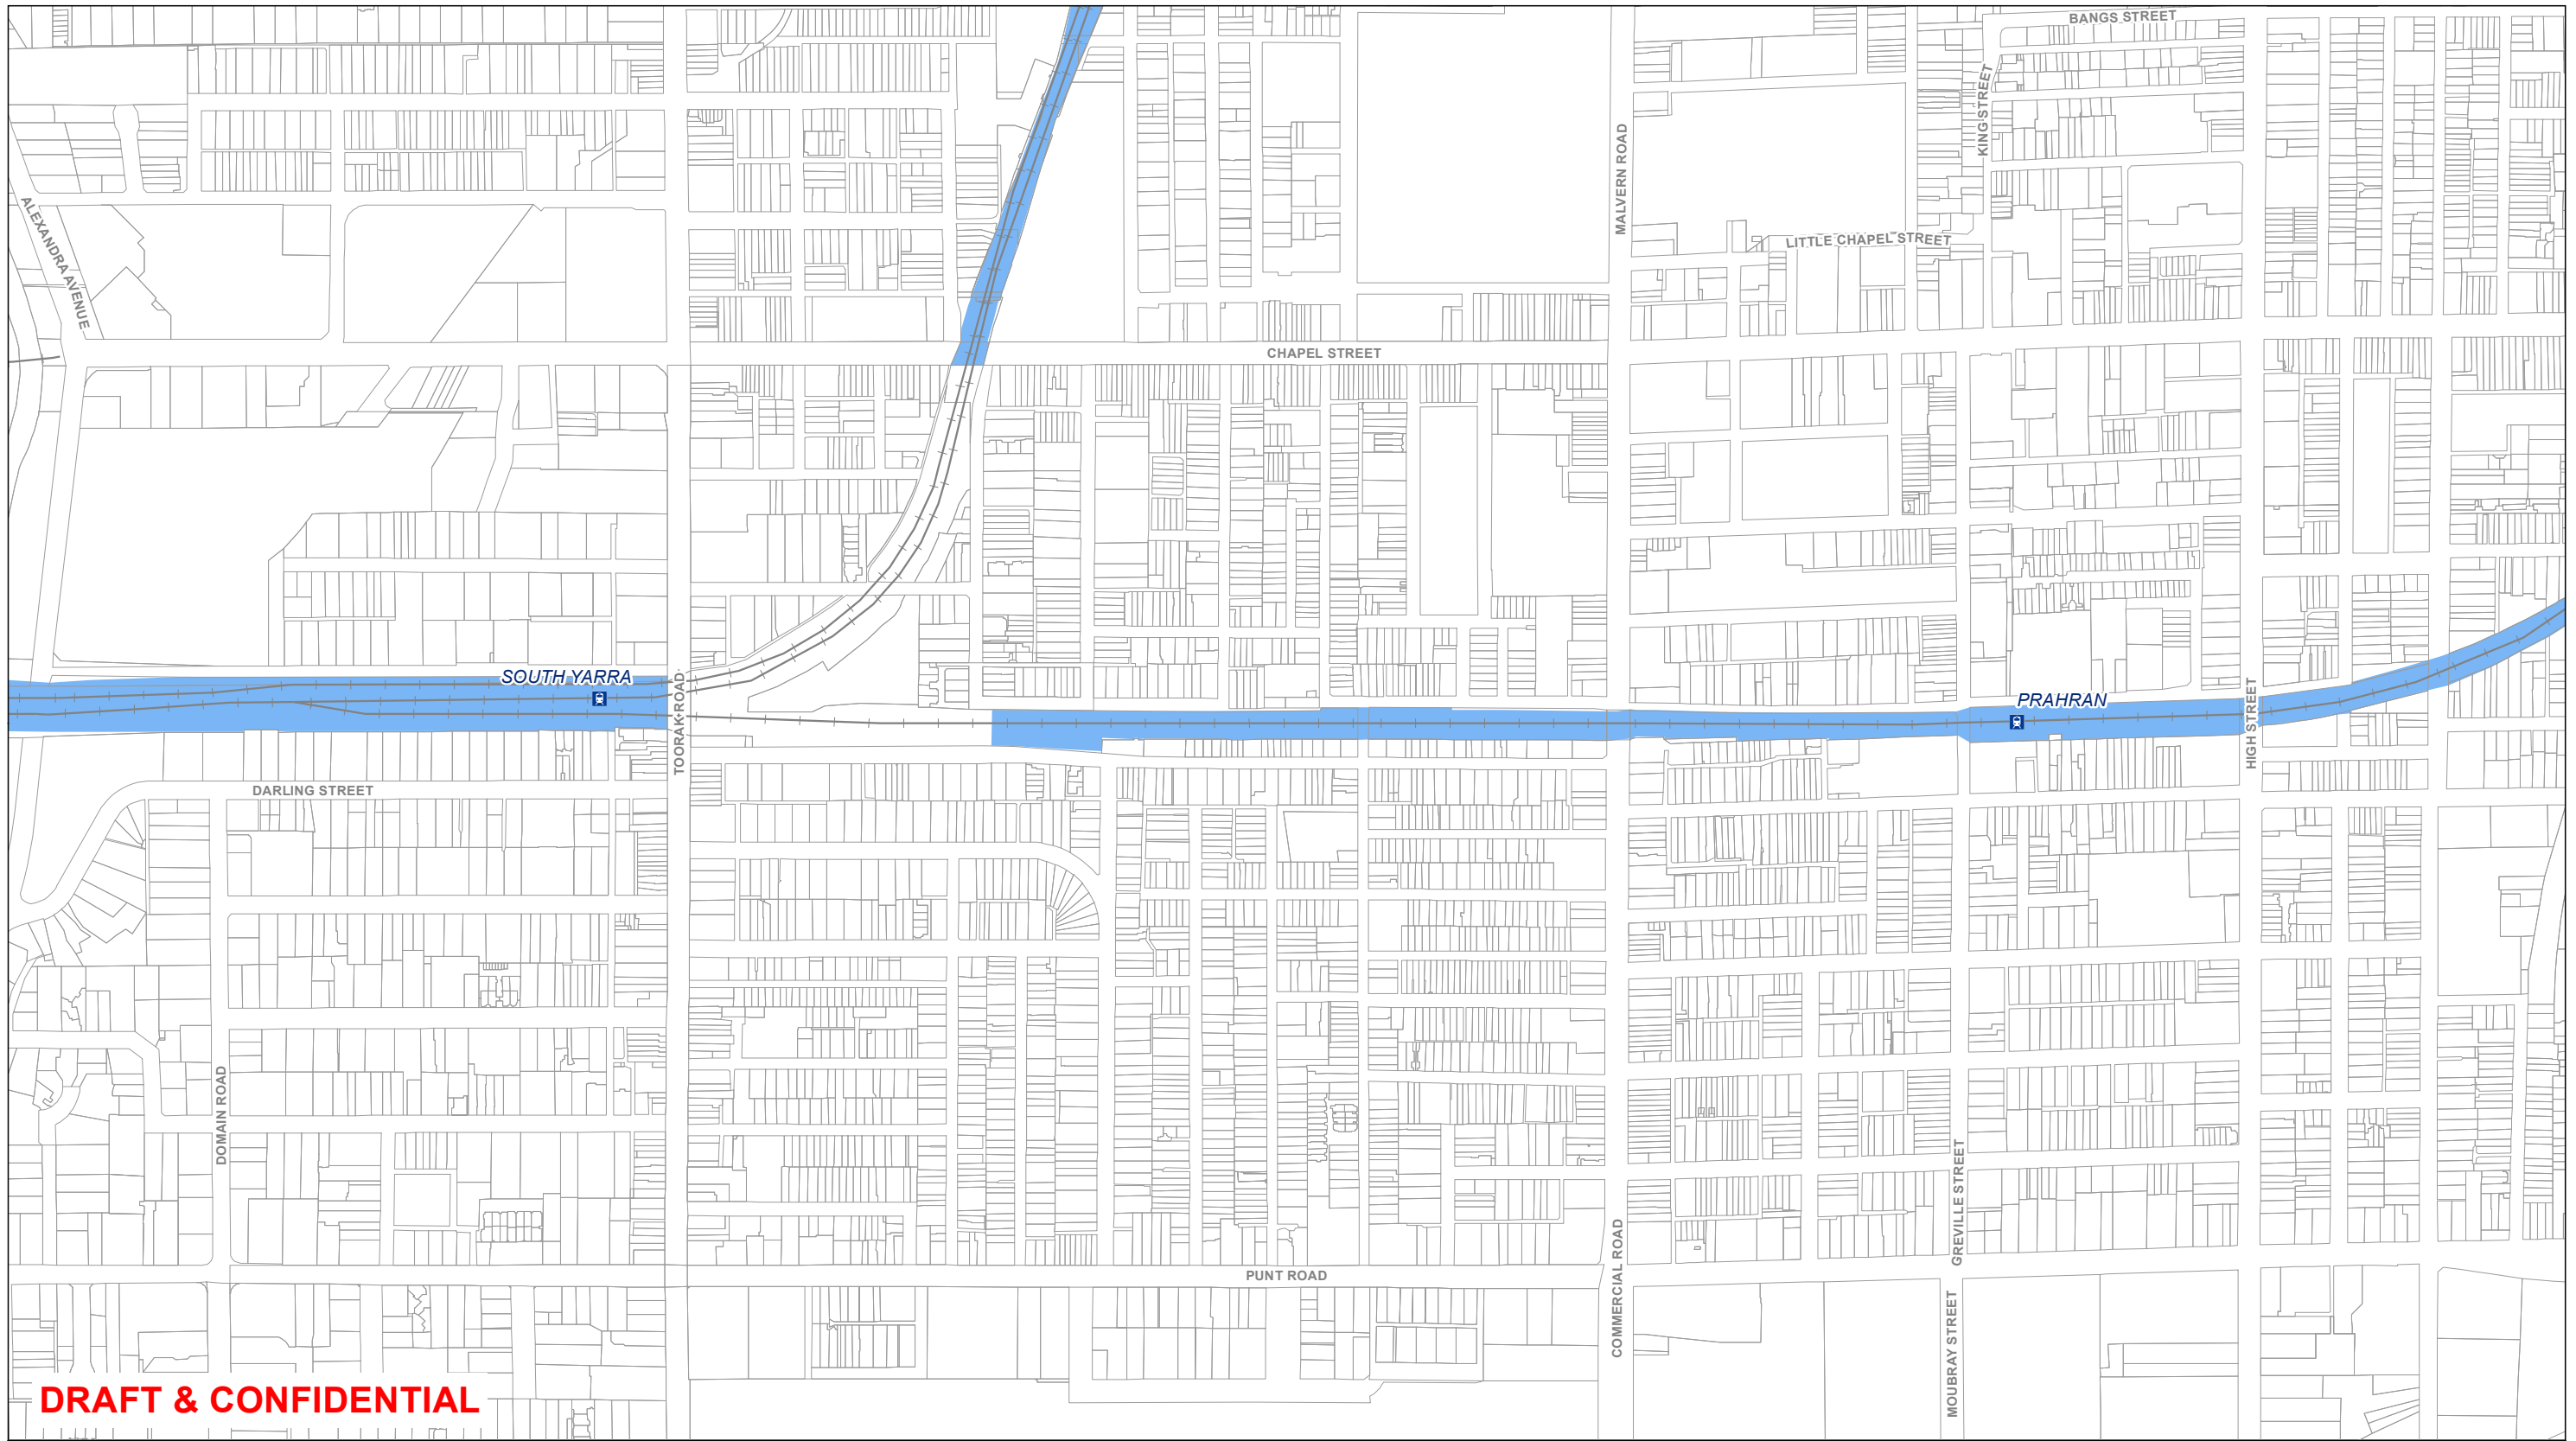 BANGS STREET
KING STREET
MALVERN ROAD
ALEXANDRA AVENUE
LITTLE CHAPEL STREET
CHAPEL STREET
SOUTH YARRA
TOORAK ROAD
PRAHRAN
HIGH STREET
DARLING STREET
DOMAIN ROAD
GREVILLE STREET
COMMERCIAL ROAD
PUNT ROAD
MOUBRAY STREET
DRAFT & CONFIDENTIAL